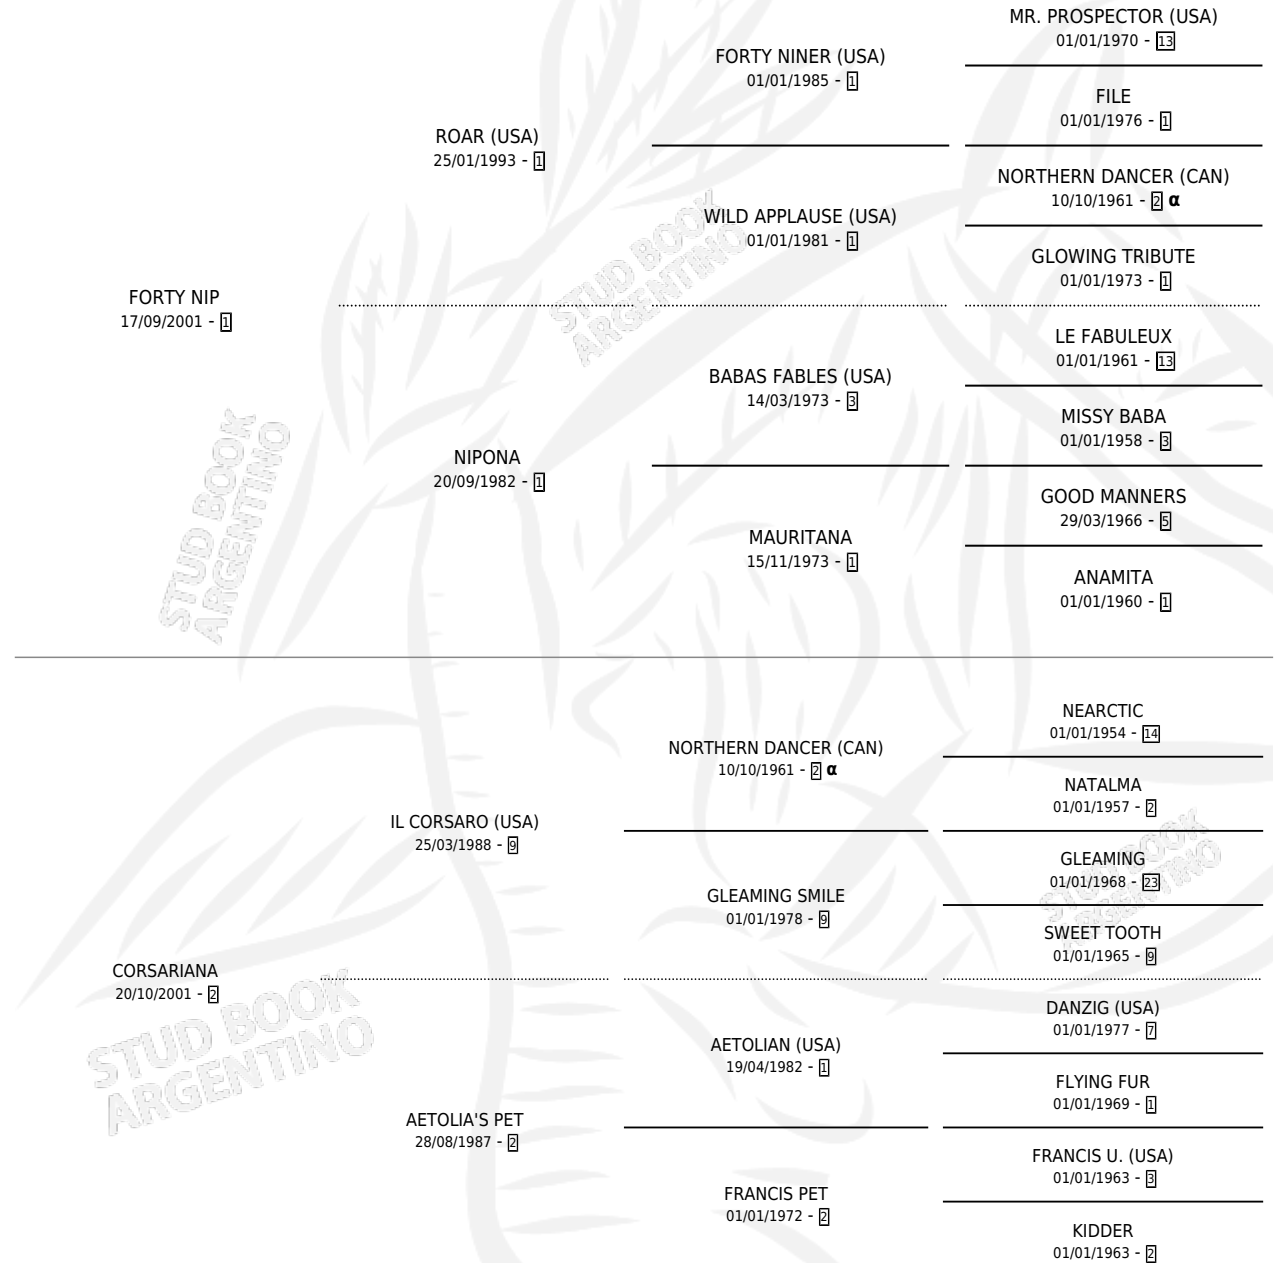 MR. PROSPECTOR (USA)
01/01/1970 - 13
FORTY NINER (USA)
01/01/1985 - 1
FILE
01/01/1976 - 1
ROAR (USA)
25/01/1993 - 1
NORTHERN DANCER (CAN)
10/10/1961 - 2 α
WILD APPLAUSE (USA)
01/01/1981 - 1
GLOWING TRIBUTE
01/01/1973 - 1
FORTY NIP
17/09/2001 - 1
LE FABULEUX
01/01/1961 - 13
BABAS FABLES (USA)
14/03/1973 - 3
MISSY BABA
01/01/1958 - 3
NIPONA
20/09/1982 - 1
GOOD MANNERS
29/03/1966 - 5
MAURITANA
15/11/1973 - 1
ANAMITA
01/01/1960 - 1
NEARCTIC
01/01/1954 - 14
NORTHERN DANCER (CAN)
10/10/1961 - 2 α
NATALMA
01/01/1957 - 2
IL CORSARO (USA)
25/03/1988 - 9
GLEAMING
01/01/1968 - 23
GLEAMING SMILE
01/01/1978 - 9
SWEET TOOTH
01/01/1965 - 9
CORSARIANA
20/10/2001 - 2
DANZIG (USA)
01/01/1977 - 7
AETOLIAN (USA)
19/04/1982 - 1
FLYING FUR
01/01/1969 - 1
AETOLIA'S PET
28/08/1987 - 2
FRANCIS U. (USA)
01/01/1963 - 3
FRANCIS PET
01/01/1972 - 2
KIDDER
01/01/1963 - 2
STUD BOOK
ARGENTINO
STUD BOOK
ARGENTINO
STUD BOOK
ARGENTINO
STUD BOOK
ARGENTINO